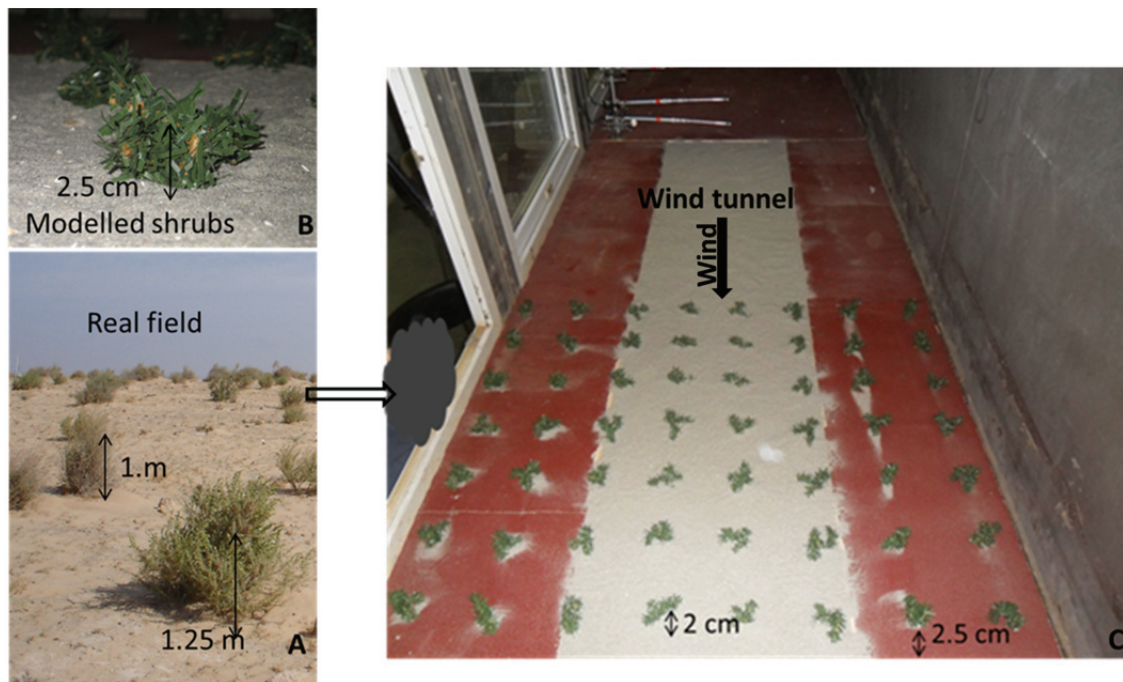 2.5 cm
Modelled shrubs
B
Real field
1.m
1.25 m
A
Wind tunnel
Wind
2 cm
2.5 cm
C